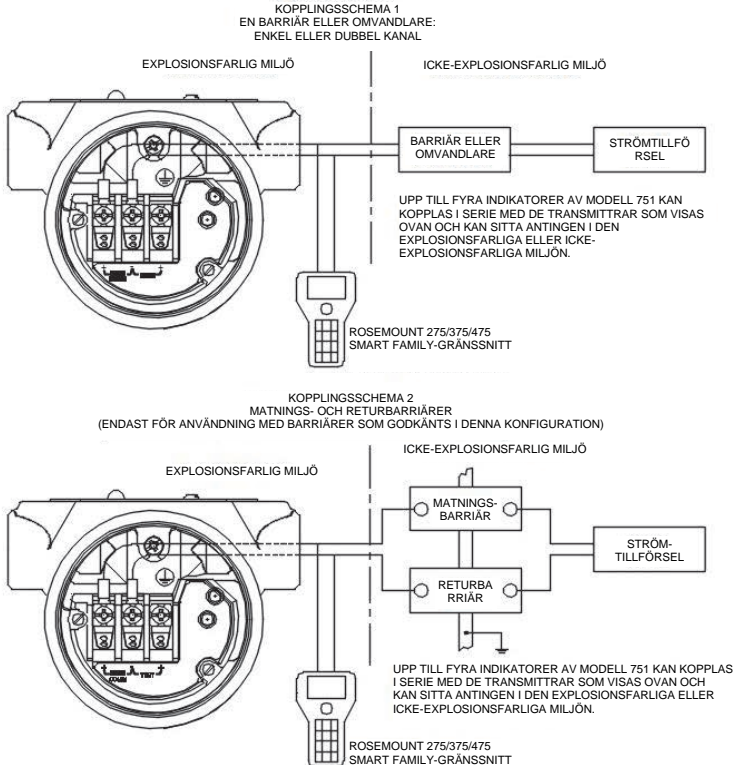 KOPPLINGSSCHEMA 1
EN BARRIÄR ELLER OMVANDLARE:
ENKEL ELLER DUBBEL KANAL
EXPLOSIONSFARLIG MILJÖ
ICKE-EXPLOSIONSFARLIG MILJÖ
BARRIÄR ELLER
OMVANDLARE
STRÖMTILLFÖ
RSEL
UPP TILL FYRA INDIKATORER AV MODELL 751 KAN
KOPPLAS I SERIE MED DE TRANSMITTRAR SOM VISAS
OVAN OCH KAN SITTA ANTINGEN I DEN
EXPLOSIONSFARLIGA ELLER ICKE-
EXPLOSIONSFARLIGA MILJÖN.
ROSEMOUNT 275/375/475
SMART FAMILY-GRÄNSSNITT
KOPPLINGSSCHEMA 2
MATNINGS- OCH RETURBARRIÄRER
(ENDAST FÖR ANVÄNDNING MED BARRIÄRER SOM GODKÄNTS I DENNA KONFIGURATION)
EXPLOSIONSFARLIG MILJÖ
ICKE-EXPLOSIONSFARLIG MILJÖ
MATNINGS-
BARRIÄR
STRÖM-
TILLFÖRSEL
RETURBA
RRIÄR
TEST
UPP TILL FYRA INDIKATORER AV MODELL 751 KAN KOPPLAS
I SERIE MED DE TRANSMITTRAR SOM VISAS OVAN OCH
KAN SITTA ANTINGEN I DEN EXPLOSIONSFARLIGA ELLER
ICKE-EXPLOSIONSFARLIGA MILJÖN.
ROSEMOUNT 275/375/475
SMART FAMILY-GRÄNSSNITT